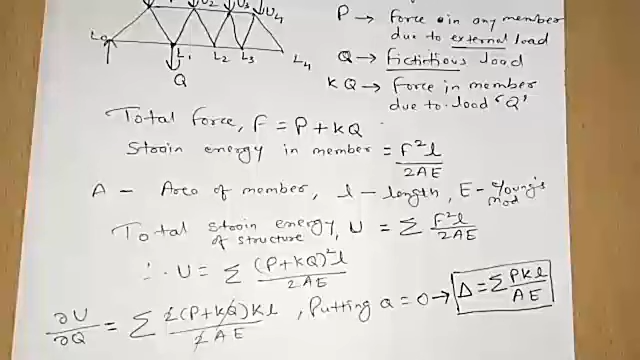 U2 U3 U4
L0 L1 L2 L3 L4
Q
P → Force in any member
due to external load
Q → Fictitious load
KQ → Force in member
due to load 'Q'
Total force, F = P + kQ
Strain energy in member = F²l / 2AE
A – Area of member, l – length, E – Young's mod
Total strain energy of structure, U = Σ F²l / 2AE
∴ U = Σ (P+kQ)²l / 2AE
∂U / ∂Q = Σ 2(P+kQ)Kl / 2AE , Putting Q = 0 → Δ = Σ PKl / AE